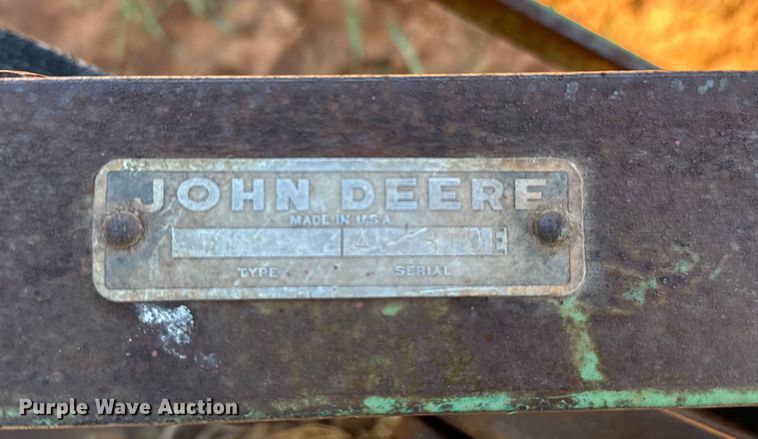 JOHN DEERE
MADE IN U.S.A.
TYPE SERIAL
Purple Wave Auction